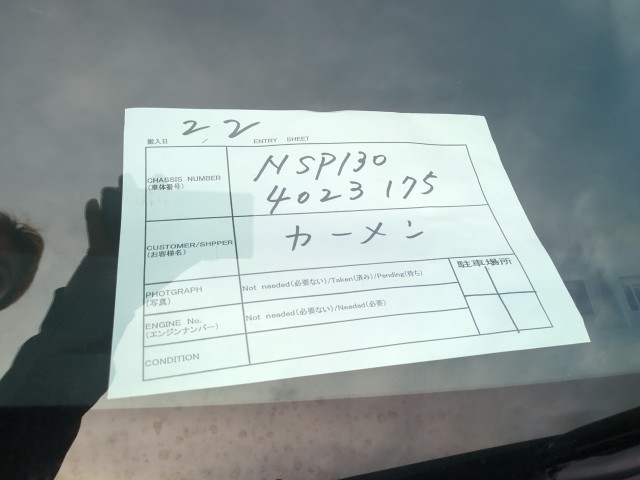 搬入日 2, 2 ENTRY SHEET
CHASSIS NUMBER
(車体番号)
NSP130
4023175
CUSTOMER/SHPPER
(お客様名)
カーメン
PHOTGRAPH
(写真)
Not needed(必要ない)/Taken(済み)/Pending(待ち)
駐車場所
ENGINE No.
(エンジンナンバー)
Not needed(必要ない)/Needed(必要)
CONDITION